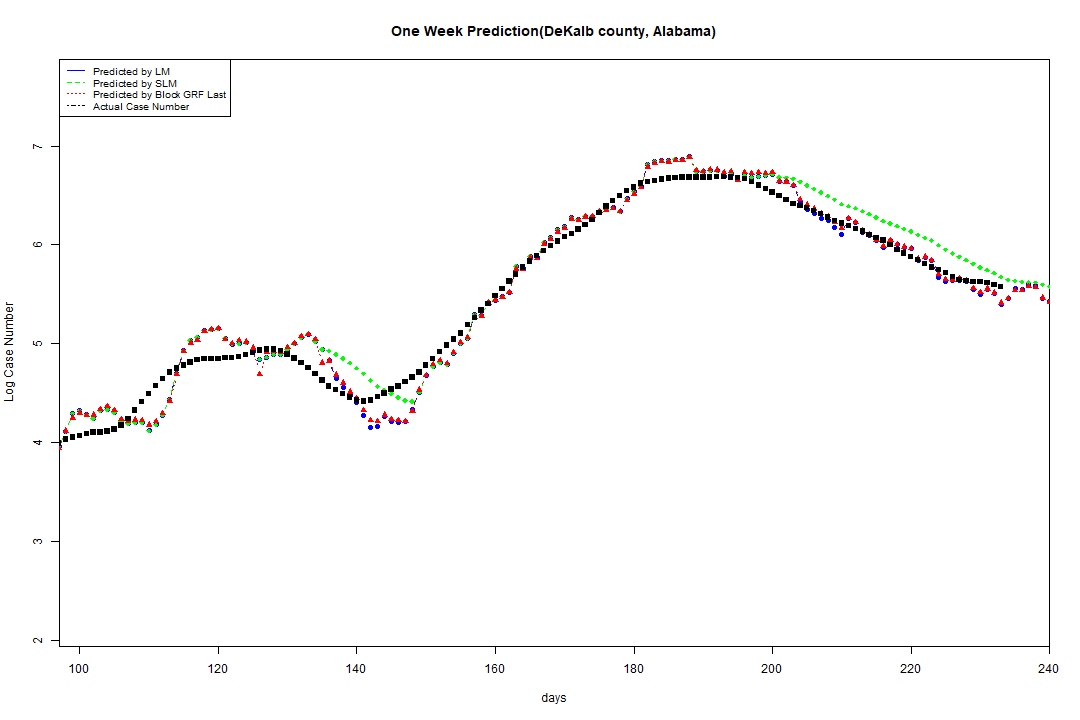 One Week Prediction(DeKalb county, Alabama)
Predicted by LM
Predicted by SLM
Predicted by Block GRF Last
Actual Case Number
Log Case Number
7
6
5
4
3
2
100 120 140 160 180 200 220 240
days